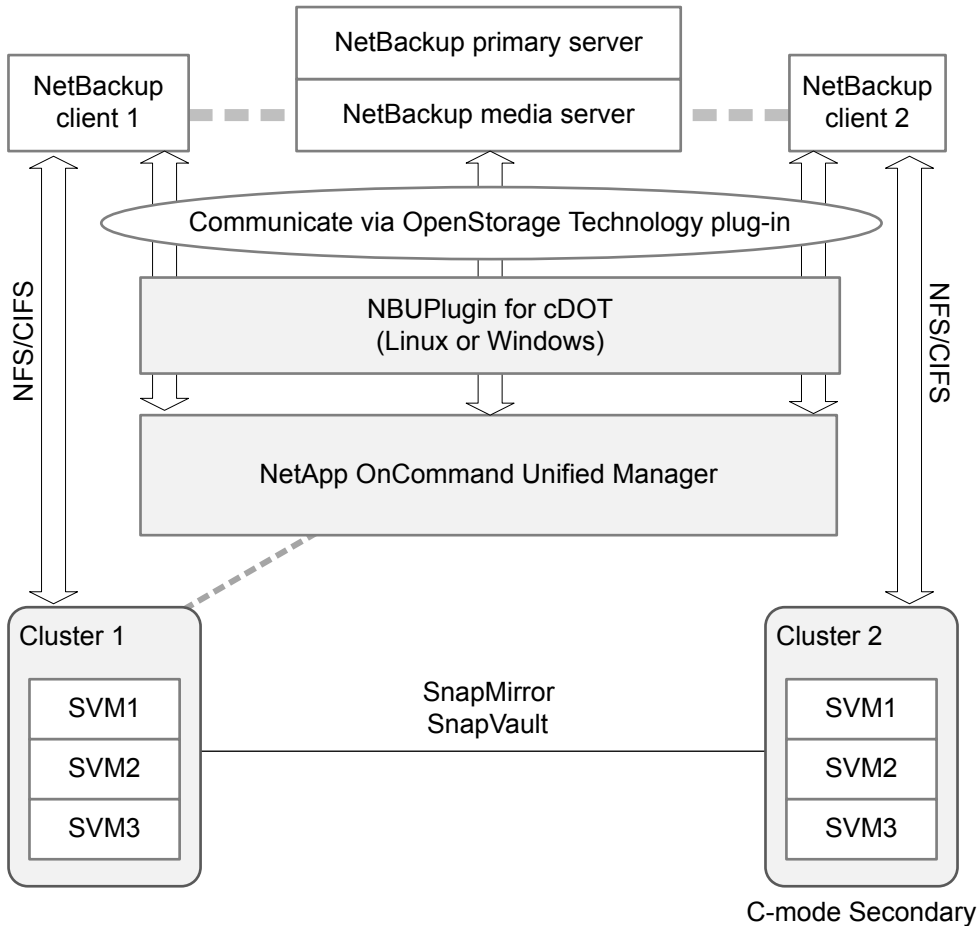 NetBackup primary server
NetBackup media server
NetBackup
client 1
NetBackup
client 2
Communicate via OpenStorage Technology plug-in
NFS/CIFS
NBUPlugin for cDOT
(Linux or Windows)
NFS/CIFS
NetApp OnCommand Unified Manager
Cluster 1
SVM1
SVM2
SVM3
SnapMirror
SnapVault
Cluster 2
SVM1
SVM2
SVM3
C-mode Secondary